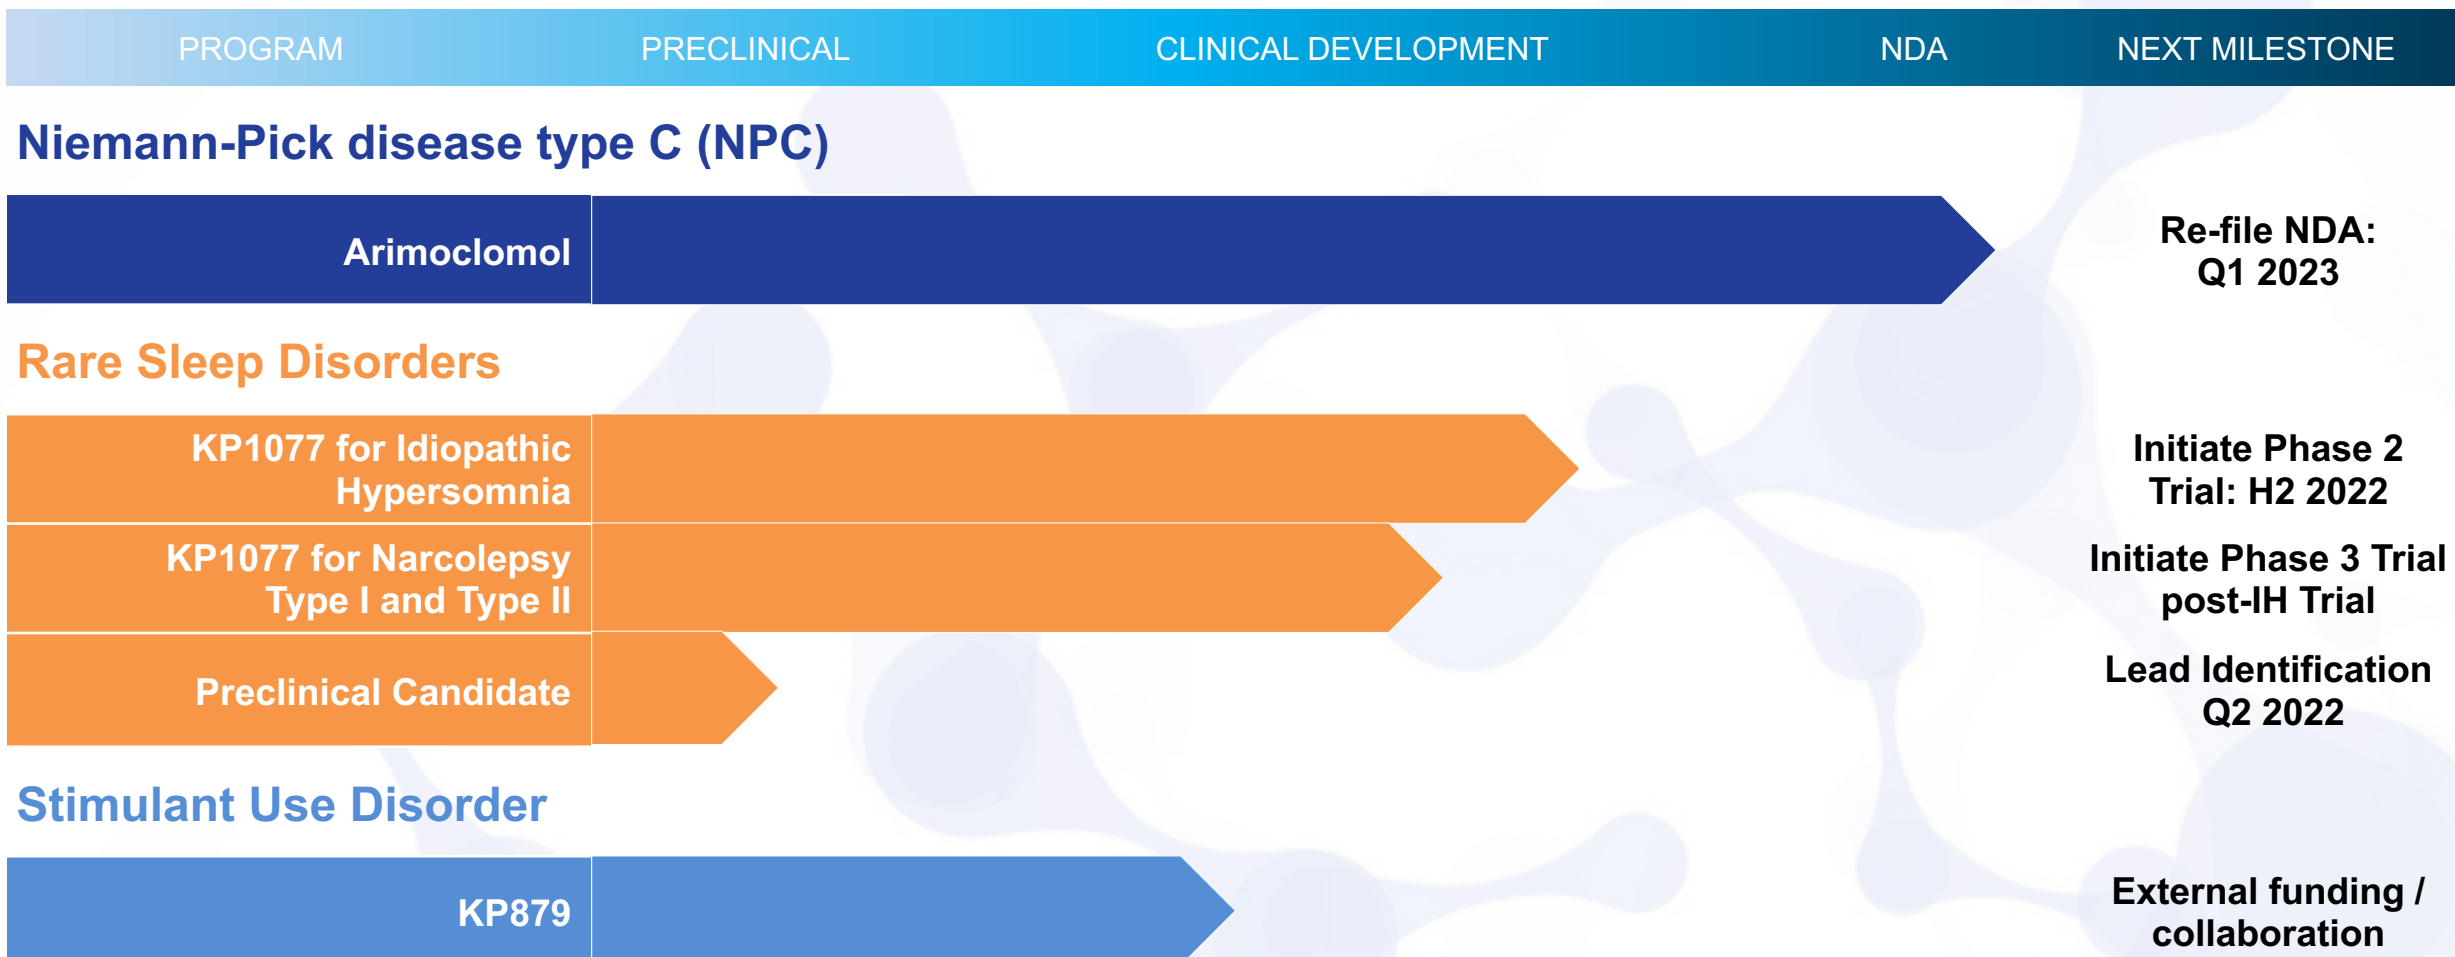 PROGRAM PRECLINICAL CLINICAL DEVELOPMENT NDA NEXT MILESTONE
Niemann-Pick disease type C (NPC)
Arimoclomol
Re-file NDA:
Q1 2023
Rare Sleep Disorders
KP1077 for Idiopathic
Hypersomnia
Initiate Phase 2
Trial: H2 2022
KP1077 for Narcolepsy
Type I and Type II
Initiate Phase 3 Trial
post-IH Trial
Preclinical Candidate
Lead Identification
Q2 2022
Stimulant Use Disorder
KP879
External funding /
collaboration